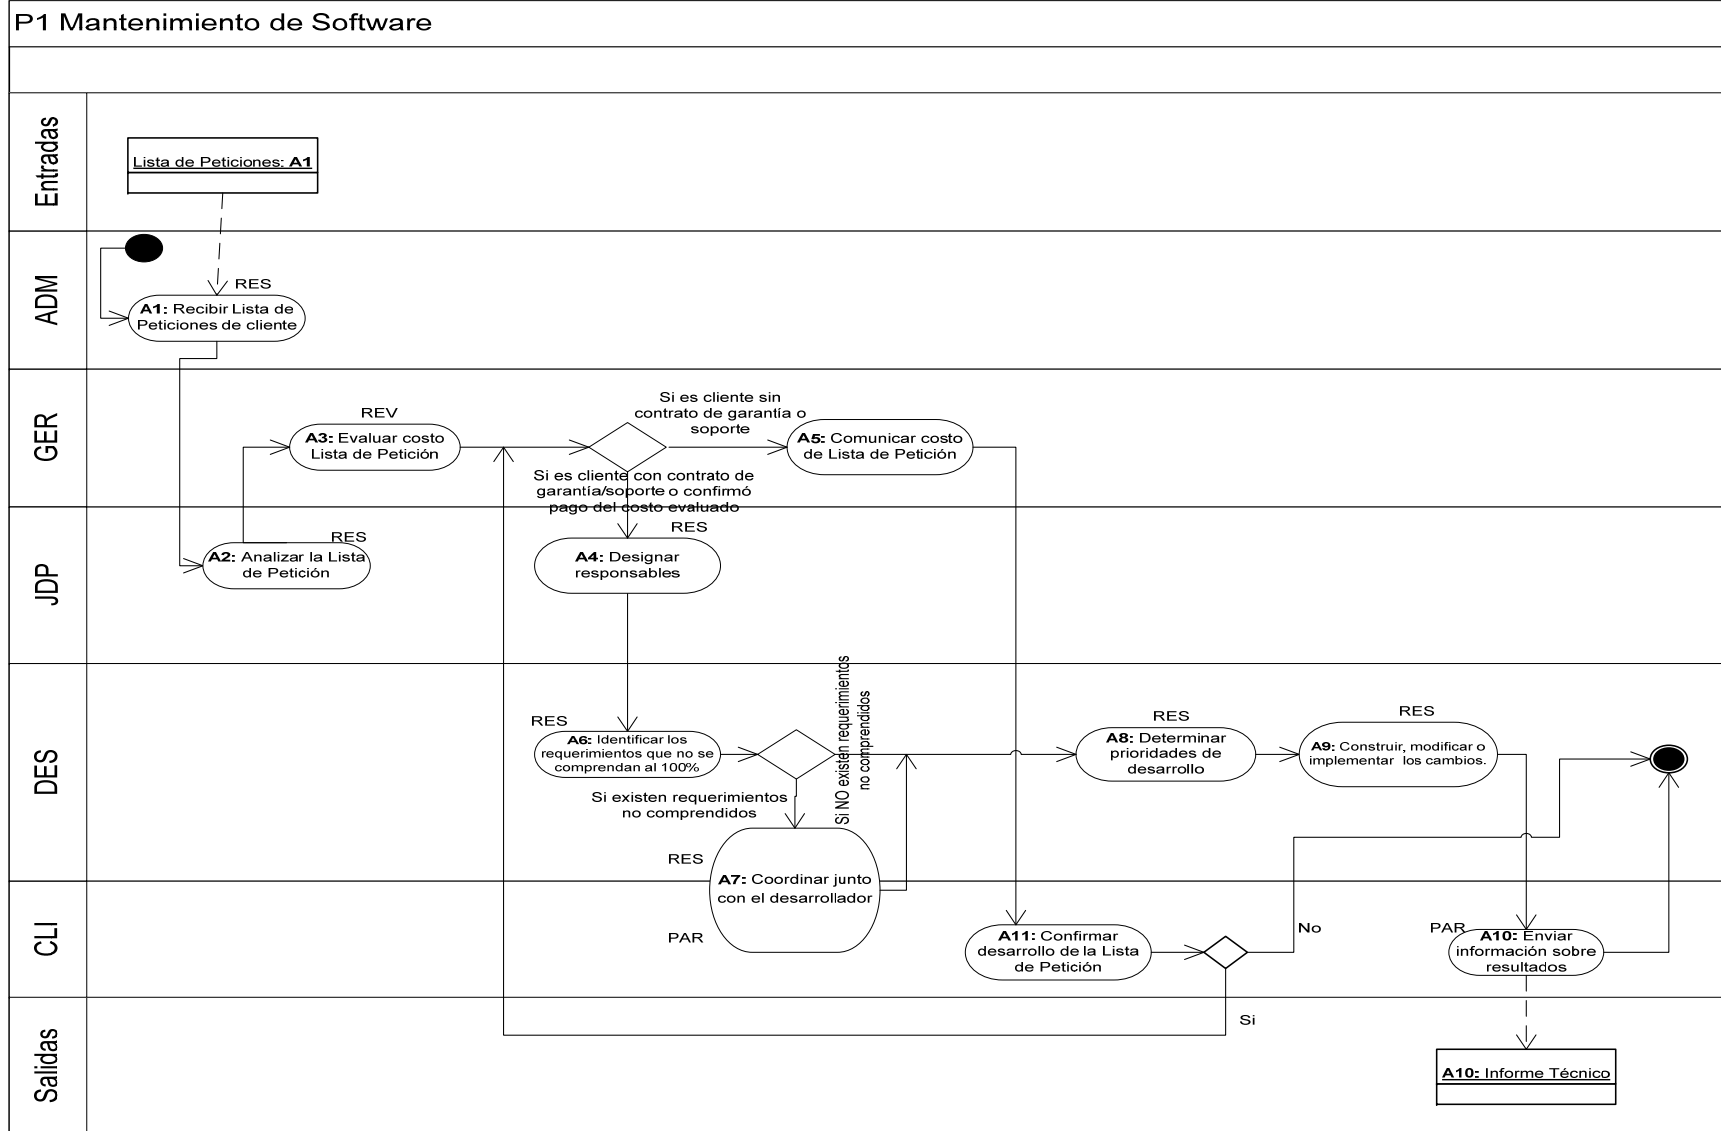 P1 Mantenimiento de Software
Entradas
Lista de Peticiones: A1
ADM
RES
A1: Recibir Lista de
Peticiones de cliente
GER
REV
A3: Evaluar costo
Lista de Petición
Si es cliente sin
contrato de garantía o
soporte
A5: Comunicar costo
de Lista de Petición
Si es cliente con contrato de
garantía/soporte o confirmó
pago del costo evaluado
JDP
RES
A2: Analizar la Lista
de Petición
RES
A4: Designar
responsables
DES
RES
A6: Identificar los
requerimientos que no se
comprendan al 100%
Si NO existen requerimientos
no comprendidos
Si existen requerimientos
no comprendidos
RES
A8: Determinar
prioridades de
desarrollo
RES
A9: Construir, modificar o
implementar los cambios.
RES
A7: Coordinar junto
con el desarrollador
PAR
CLI
A11: Confirmar
desarrollo de la Lista
de Petición
No
Si
PAR
A10: Enviar
información sobre
resultados
Salidas
A10: Informe Técnico